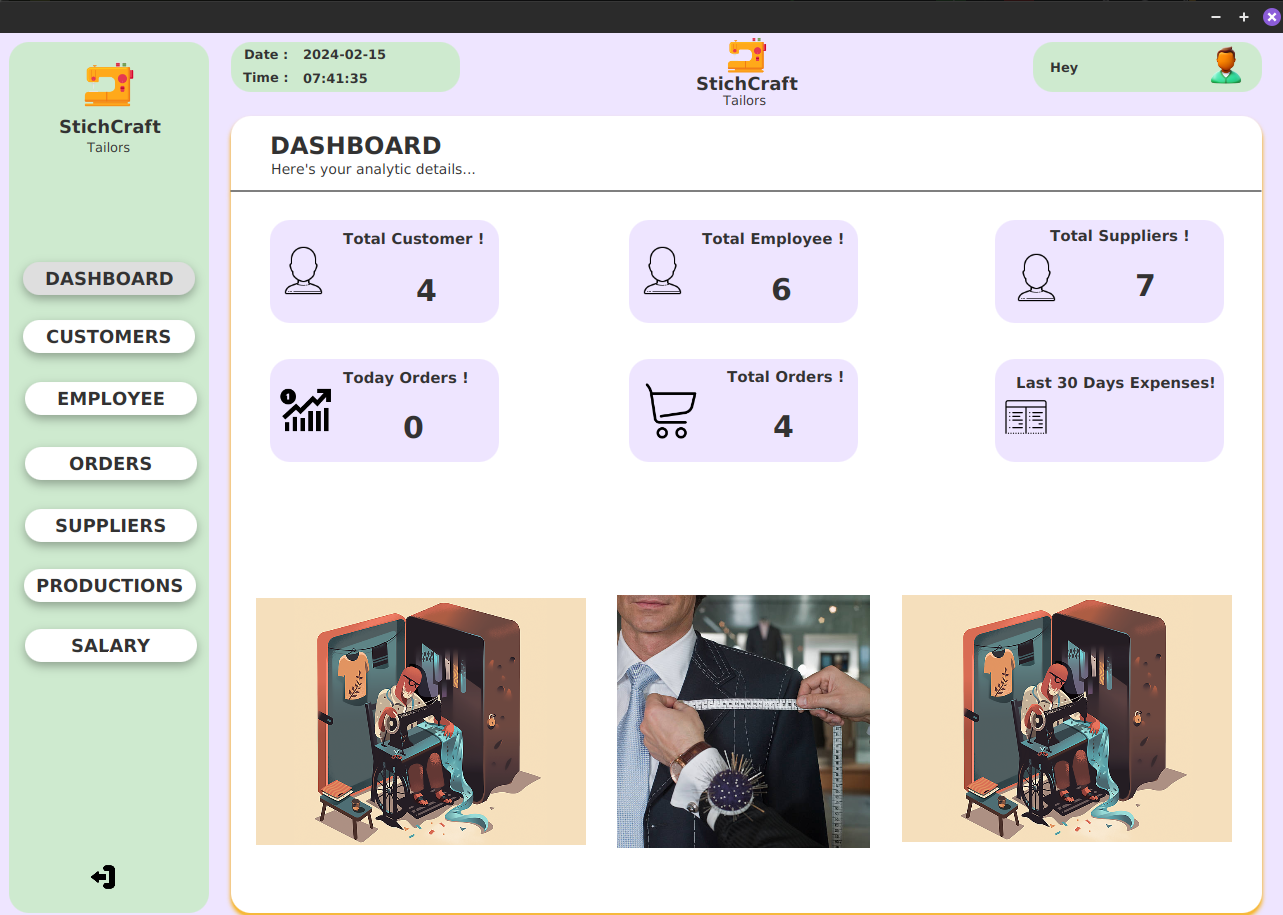 StichCraft
Tailors
DASHBOARD
CUSTOMERS
EMPLOYEE
ORDERS
SUPPLIERS
PRODUCTIONS
SALARY
Date : 2024-02-15
Time : 07:41:35
StichCraft
Tailors
Hey
DASHBOARD
Here's your analytic details...
Total Customer !
4
Total Employee !
6
Total Suppliers !
7
Today Orders !
0
Total Orders !
4
Last 30 Days Expenses!